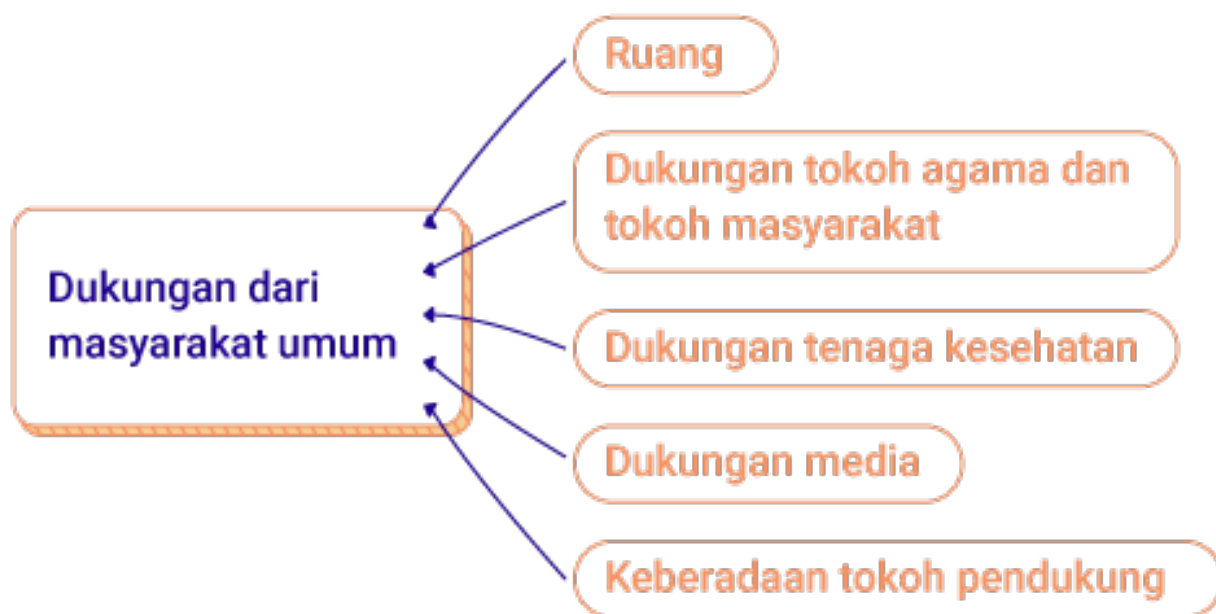 Ruang
Dukungan tokoh agama dan
tokoh masyarakat
Dukungan dari
masyarakat umum
Dukungan tenaga kesehatan
Dukungan media
Keberadaan tokoh pendukung